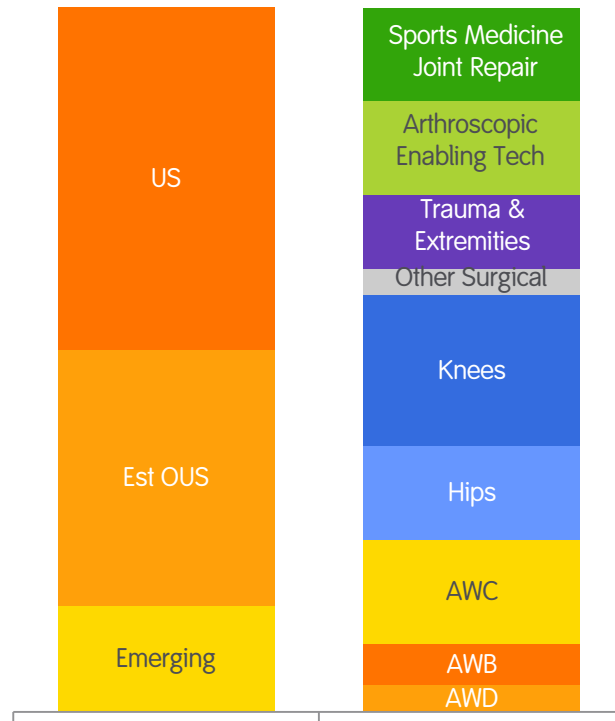 US
Est OUS
Emerging
Sports Medicine
Joint Repair
Arthroscopic
Enabling Tech
Trauma &
Extremities
Other Surgical
Knees
Hips
AWC
AWB
AWD